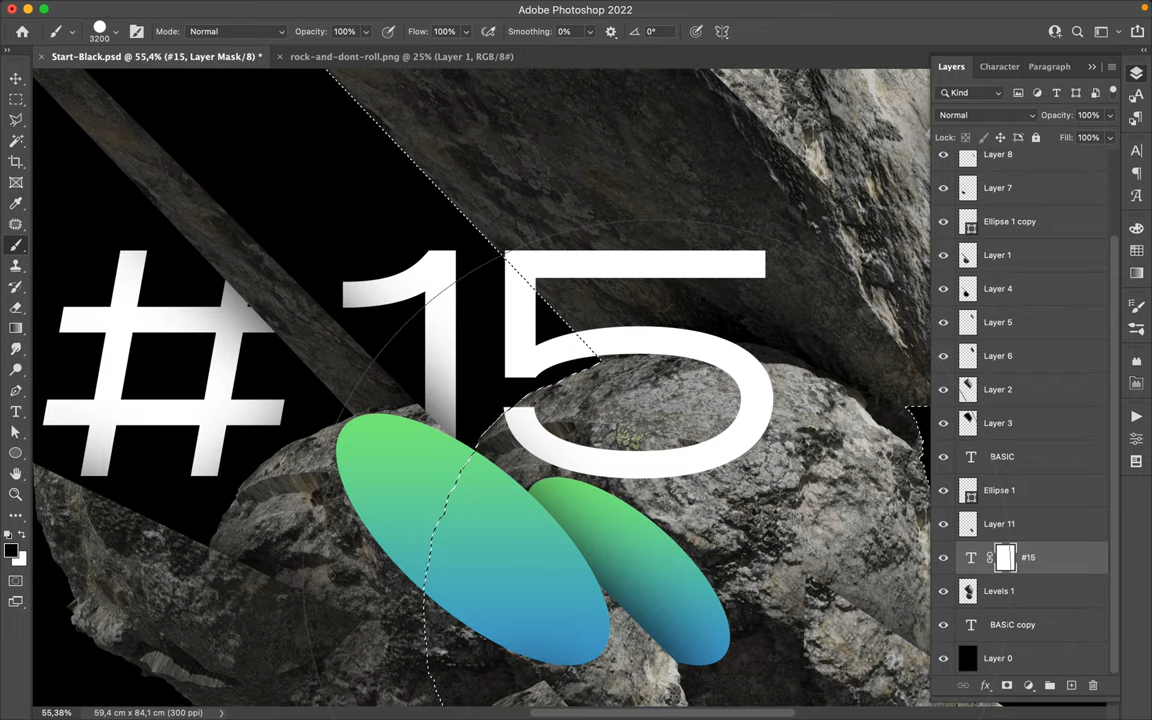 Adobe Photoshop 2022
3200
Mode: Normal
Opacity: 100%
Flow: 100%
Smoothing: 0%
0°
Start-Black.psd @ 55,4% (#15, Layer Mask/8) *
rock-and-dont-roll.png @ 25% (Layer 1, RGB/8#)
#15
Layers
Character
Paragraph
Kind
Normal
Opacity: 100%
Lock:
Fill: 100%
Layer 8
Layer 7
Ellipse 1 copy
Layer 1
Layer 4
Layer 5
Layer 6
Layer 2
Layer 3
BASIC
Ellipse 1
Layer 11
#15
Levels 1
BASiC copy
Layer 0
55,38%
59,4 cm x 84,1 cm (300 ppi)